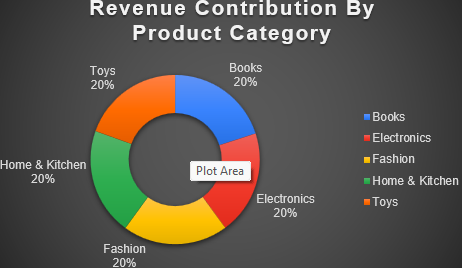 Revenue Contribution By
Product Category
Toys
20%
Books
20%
Home & Kitchen
20%
Plot Area
Electronics
20%
Fashion
20%
Books
Electronics
Fashion
Home & Kitchen
Toys